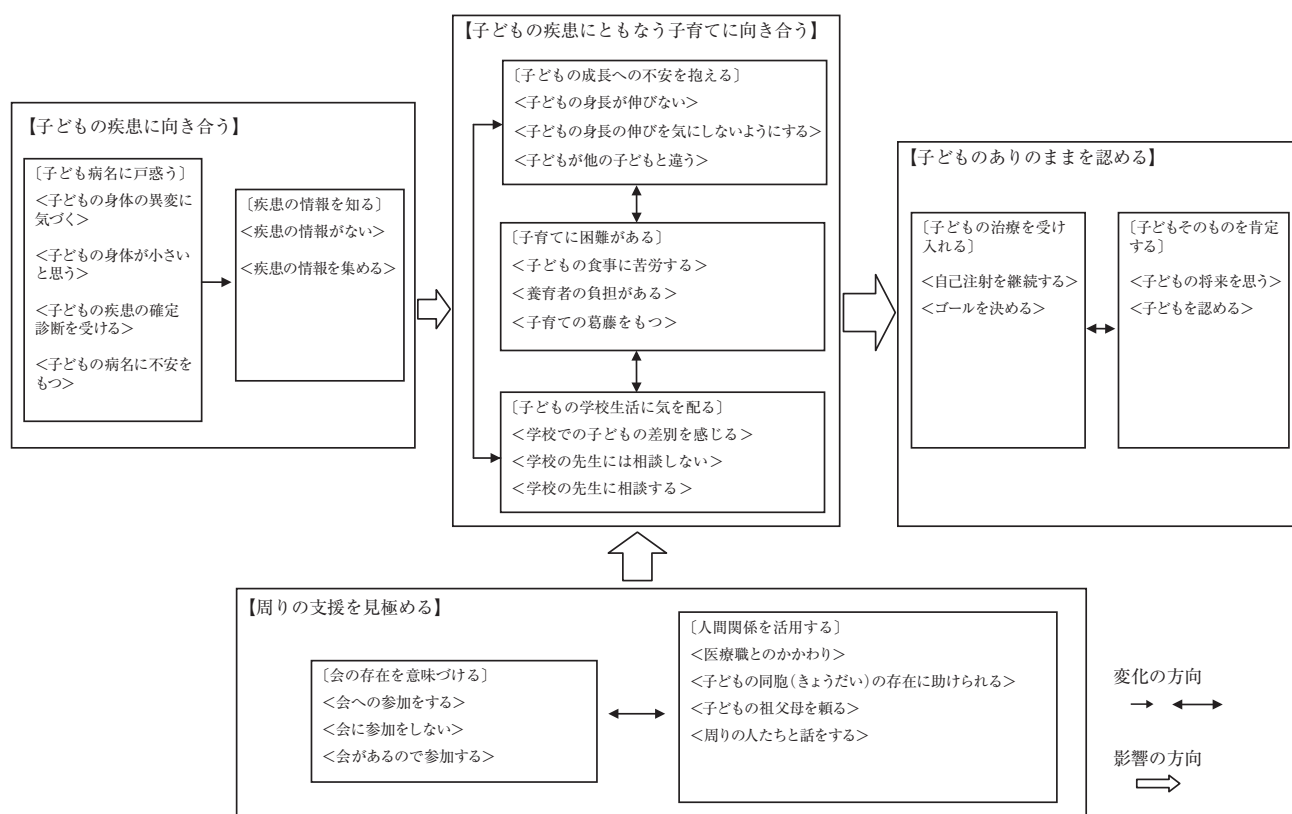 【子どもの疾患に向き合う】
〔子ども病名に戸惑う〕
<子どもの身体の異変に
気づく>
<子どもの身体が小さい
と思う>
<子どもの疾患の確定
診断を受ける>
<子どもの病名に不安を
もつ>
〔疾患の情報を知る〕
<疾患の情報がない>
<疾患の情報を集める>
【子どもの疾患にともなう子育てに向き合う】
〔子どもの成長への不安を抱える〕
<子どもの身長が伸びない>
<子どもの身長の伸びを気にしないようにする>
<子どもが他の子どもと違う>
〔子育てに困難がある〕
<子どもの食事に苦労する>
<養育者の負担がある>
<子育ての葛藤をもつ>
〔子どもの学校生活に気を配る〕
<学校での子どもの差別を感じる>
<学校の先生には相談しない>
<学校の先生に相談する>
【子どものありのままを認める】
〔子どもの治療を受け
入れる〕
<自己注射を継続する>
<ゴールを決める>
〔子どもそのものを肯定
する〕
<子どもの将来を思う>
<子どもを認める>
【周りの支援を見極める】
〔会の存在を意味づける〕
<会への参加をする>
<会に参加をしない>
<会があるので参加する>
〔人間関係を活用する〕
<医療職とのかかわり>
<子どもの同胞(きょうだい)の存在に助けられる>
<子どもの祖父母を頼る>
<周りの人たちと話をする>
変化の方向
影響の方向